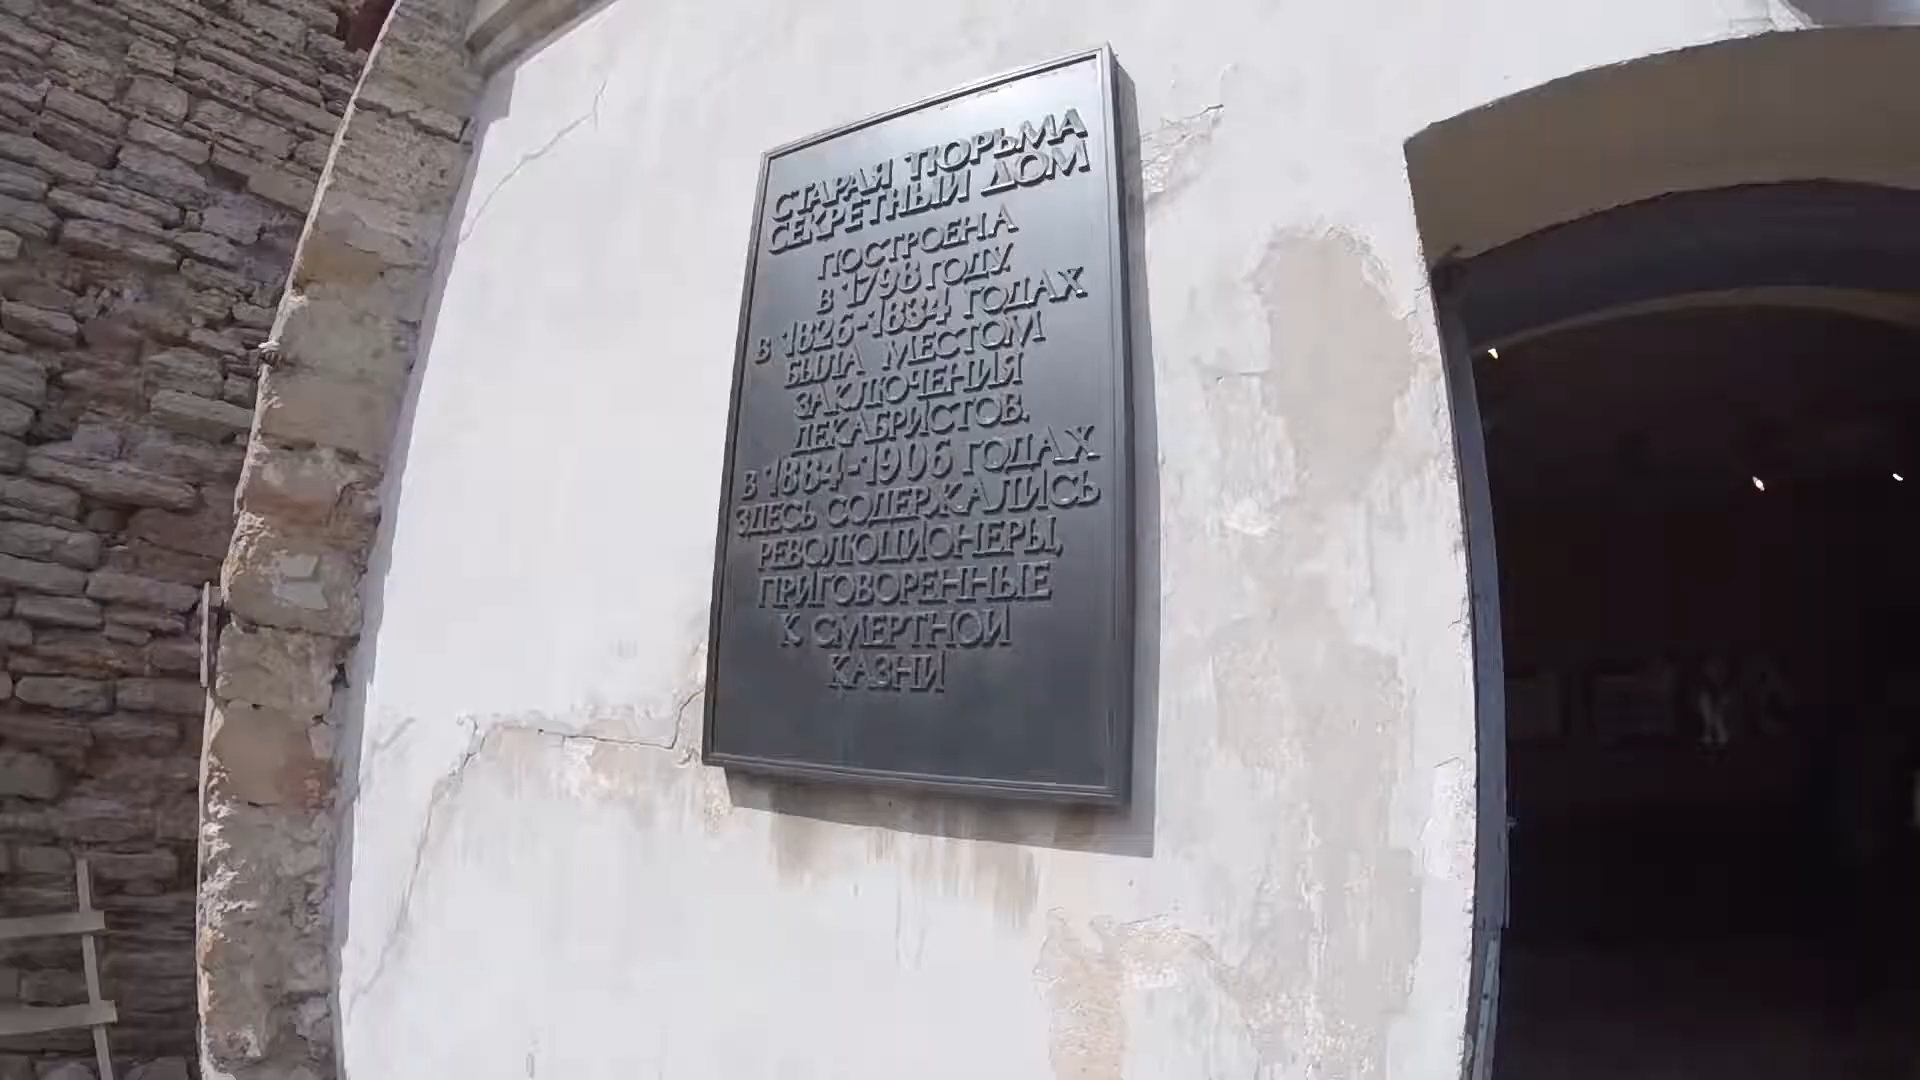 СТАРАЯ ТЮРЬМА
СЕКРЕТНЫЙ ДОМ
ПОСТРОЕНА
В 1798 ГОДУ.
В 1826-1834 ГОДАХ
БЫЛА МЕСТОМ
ЗАКЛЮЧЕНИЯ
ДЕКАБРИСТОВ.
В 1884-1906 ГОДАХ
ЗДЕСЬ СОДЕРЖАЛИСЬ
РЕВОЛЮЦИОНЕРЫ,
ПРИГОВОРЕННЫЕ
К СМЕРТНОЙ
КАЗНИ